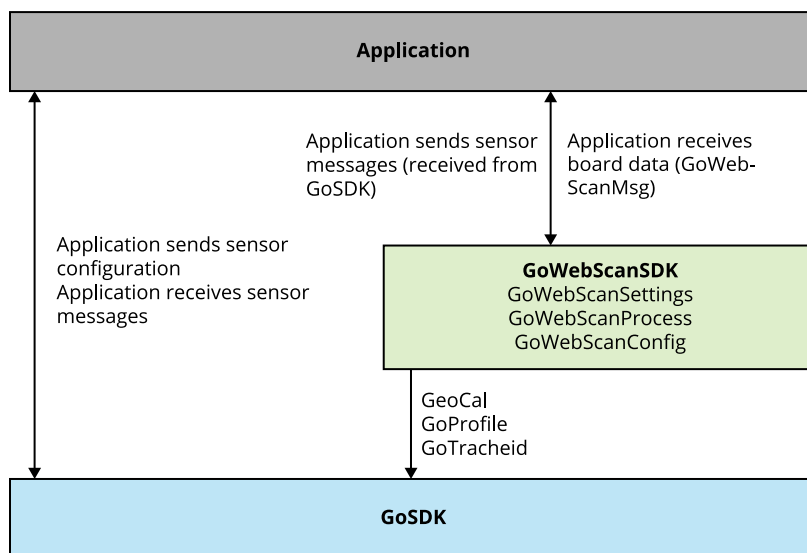 Application
Application sends sensor
messages (received from
GoSDK)
Application receives
board data (GoWeb-
ScanMsg)
Application sends sensor
configuration
Application receives sensor
messages
GoWebScanSDK
GoWebScanSettings
GoWebScanProcess
GoWebScanConfig
GeoCal
GoProfile
GoTracheid
GoSDK